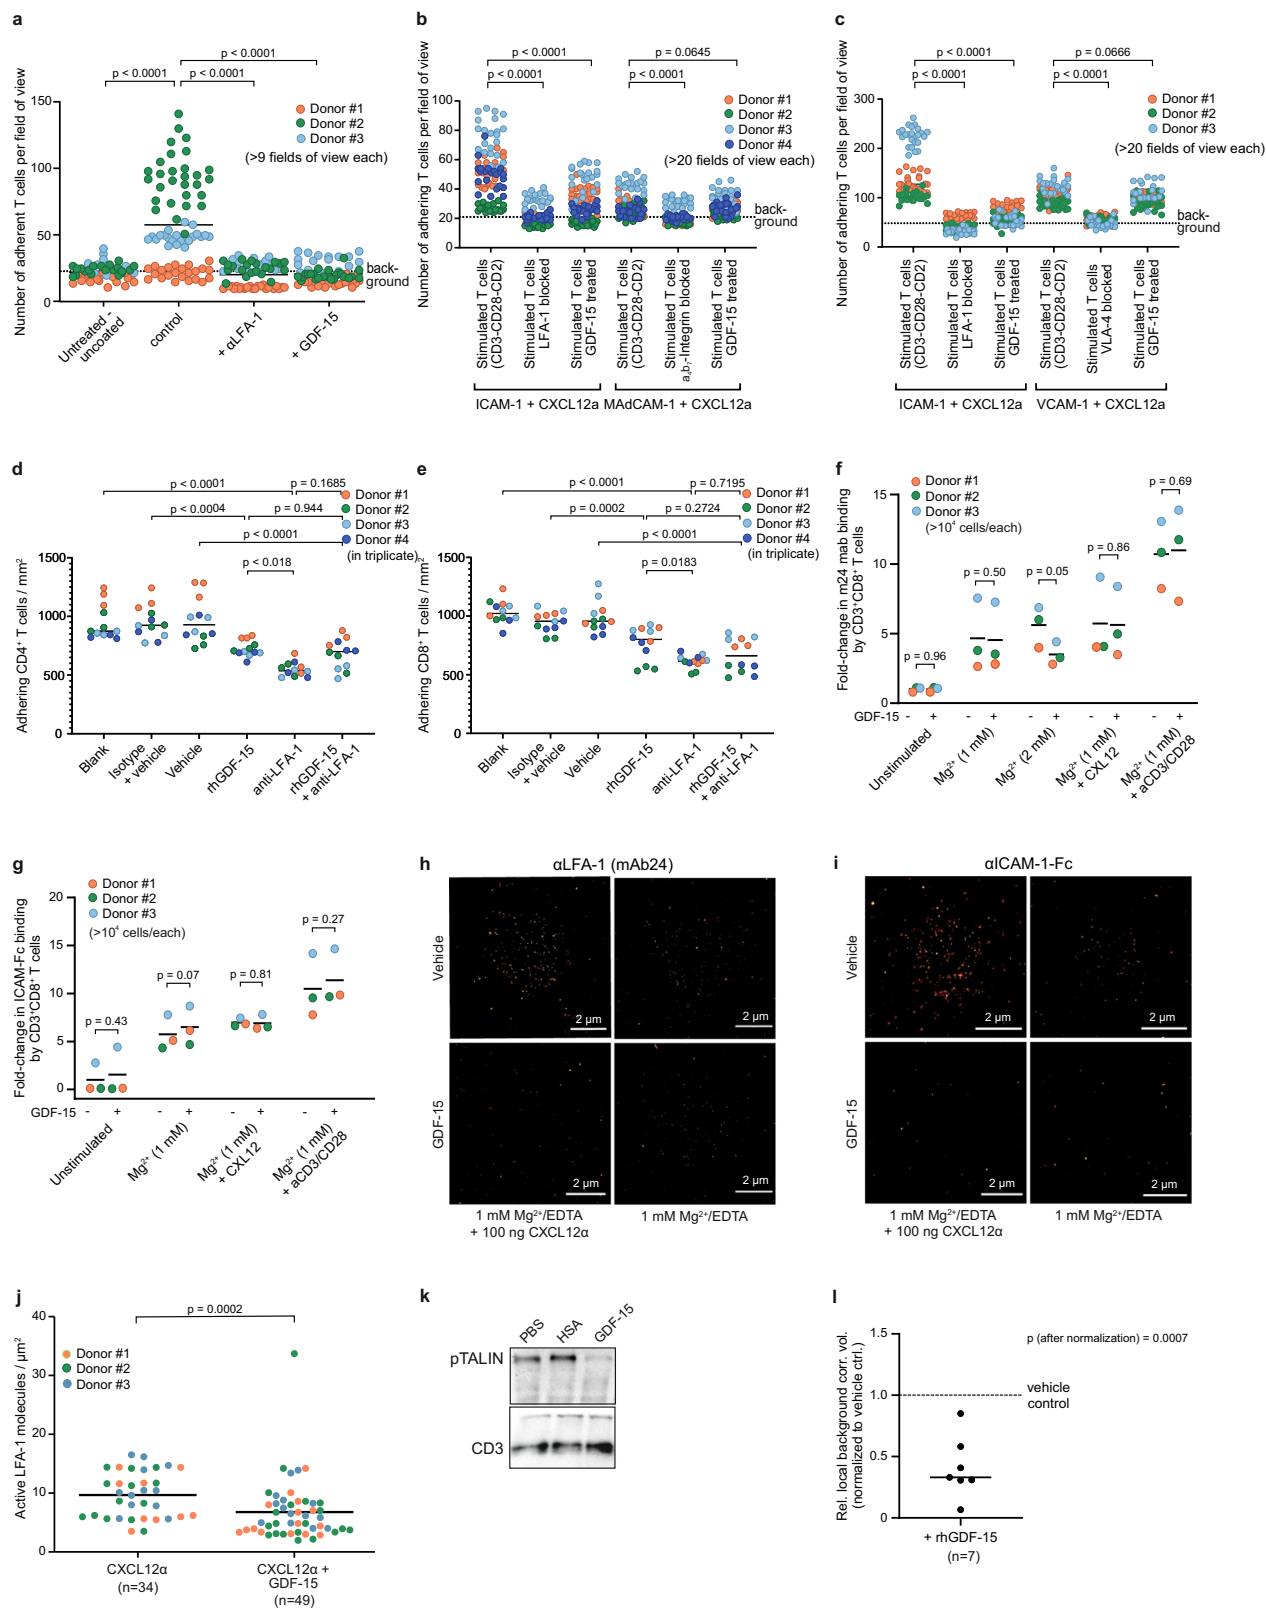 a
Number of adherent T cells per field of view
p < 0.0001
p < 0.0001
p < 0.0001
150
100
50
0
Donor #1
Donor #2
Donor #3
(>9 fields of view each)
back-
ground
Untreated -
uncoated
control
+ αLFA-1
+ GDF-15
b
Number of adhering T cells per field of view
p < 0.0001
p = 0.0645
p < 0.0001
p < 0.0001
100
80
60
40
20
0
Donor #1
Donor #2
Donor #3
Donor #4
(>20 fields of view each)
back-
ground
Stimulated T cells
(CD3-CD28-CD2)
Stimulated T cells
LFA-1 blocked
Stimulated T cells
GDF-15 treated
Stimulated T cells
(CD3-CD28-CD2)
Stimulated T cells
a4b7-Integrin blocked
Stimulated T cells
GDF-15 treated
ICAM-1 + CXCL12a
MAdCAM-1 + CXCL12a
c
Number of adhering T cells per field of view
p < 0.0001
p = 0.0666
p < 0.0001
p < 0.0001
300
200
100
0
Donor #1
Donor #2
Donor #3
(>20 fields of view each)
back-
ground
Stimulated T cells
(CD3-CD28-CD2)
Stimulated T cells
LFA-1 blocked
Stimulated T cells
GDF-15 treated
Stimulated T cells
(CD3-CD28-CD2)
Stimulated T cells
VLA-4 blocked
Stimulated T cells
GDF-15 treated
ICAM-1 + CXCL12a
VCAM-1 + CXCL12a
d
Adhering CD4⁺ T cells / mm²
p < 0.0001
p = 0.1685
p < 0.0004
p = 0.944
p < 0.0001
p < 0.018
Donor #1
Donor #2
Donor #3
Donor #4
(in triplicate)
1500
1000
500
0
Blank
Isotype
+ vehicle
Vehicle
rhGDF-15
anti-LFA-1
rhGDF-15
+ anti-LFA-1
e
Adhering CD8⁺ T cells / mm²
p < 0.0001
p = 0.7195
p = 0.0002
p = 0.2724
p < 0.0001
p = 0.0183
Donor #1
Donor #2
Donor #3
Donor #4
(in triplicate)
1500
1000
500
0
Blank
Isotype
+ vehicle
Vehicle
rhGDF-15
anti-LFA-1
rhGDF-15
+ anti-LFA-1
f
Fold-change in m24 mab binding
by CD3⁺CD8⁺ T cells
Donor #1
Donor #2
Donor #3
(>10⁴ cells/each)
15
10
5
0
p = 0.96
p = 0.50
p = 0.05
p = 0.86
p = 0.69
GDF-15 - + - + - + - + - +
Unstimulated
Mg²⁺ (1 mM)
Mg²⁺ (2 mM)
Mg²⁺ (1 mM)
+ CXL12
Mg²⁺ (1 mM)
+ aCD3/CD28
g
Fold-change in ICAM-Fc binding
by CD3⁺CD8⁺ T cells
Donor #1
Donor #2
Donor #3
(>10⁴ cells/each)
20
15
10
5
0
p = 0.43
p = 0.07
p = 0.81
p = 0.27
GDF-15 - + - + - + - +
Unstimulated
Mg²⁺ (1 mM)
Mg²⁺ (1 mM)
+ CXL12
Mg²⁺ (1 mM)
+ aCD3/CD28
h
αLFA-1 (mAb24)
Vehicle
2 µm
2 µm
GDF-15
2 µm
2 µm
1 mM Mg²⁺/EDTA
+ 100 ng CXCL12α
1 mM Mg²⁺/EDTA
i
αICAM-1-Fc
Vehicle
2 µm
2 µm
GDF-15
2 µm
2 µm
1 mM Mg²⁺/EDTA
+ 100 ng CXCL12α
1 mM Mg²⁺/EDTA
j
Active LFA-1 molecules / µm²
p = 0.0002
40
30
20
10
0
Donor #1
Donor #2
Donor #3
CXCL12α
(n=34)
CXCL12α +
GDF-15
(n=49)
k
PBS
HSA
GDF-15
pTALIN
CD3
l
Rel. local background corr. vol.
(normalized to vehicle ctrl.)
1.5
1.0
0.5
0
p (after normalization) = 0.0007
vehicle
control
+ rhGDF-15
(n=7)